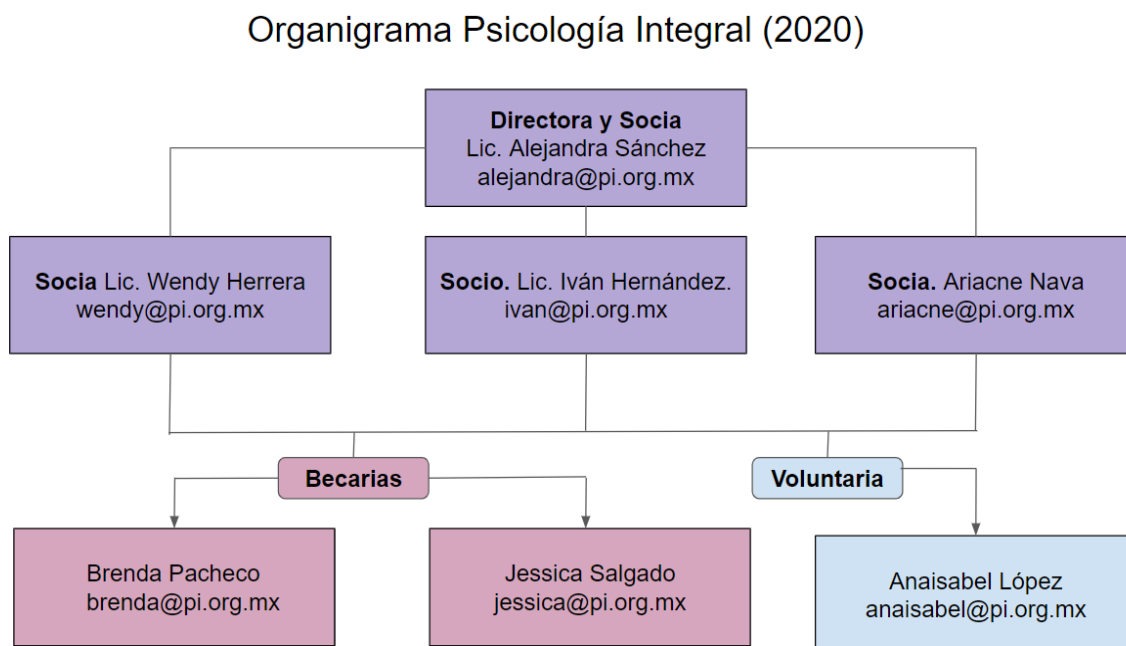 Organigrama Psicología Integral (2020)
Directora y Socia
Lic. Alejandra Sánchez
alejandra@pi.org.mx
Socia Lic. Wendy Herrera
wendy@pi.org.mx
Socio. Lic. Iván Hernández.
ivan@pi.org.mx
Socia. Ariacne Nava
ariacne@pi.org.mx
Becarias
Voluntaria
Brenda Pacheco
brenda@pi.org.mx
Jessica Salgado
jessica@pi.org.mx
Anaisabel López
anaisabel@pi.org.mx